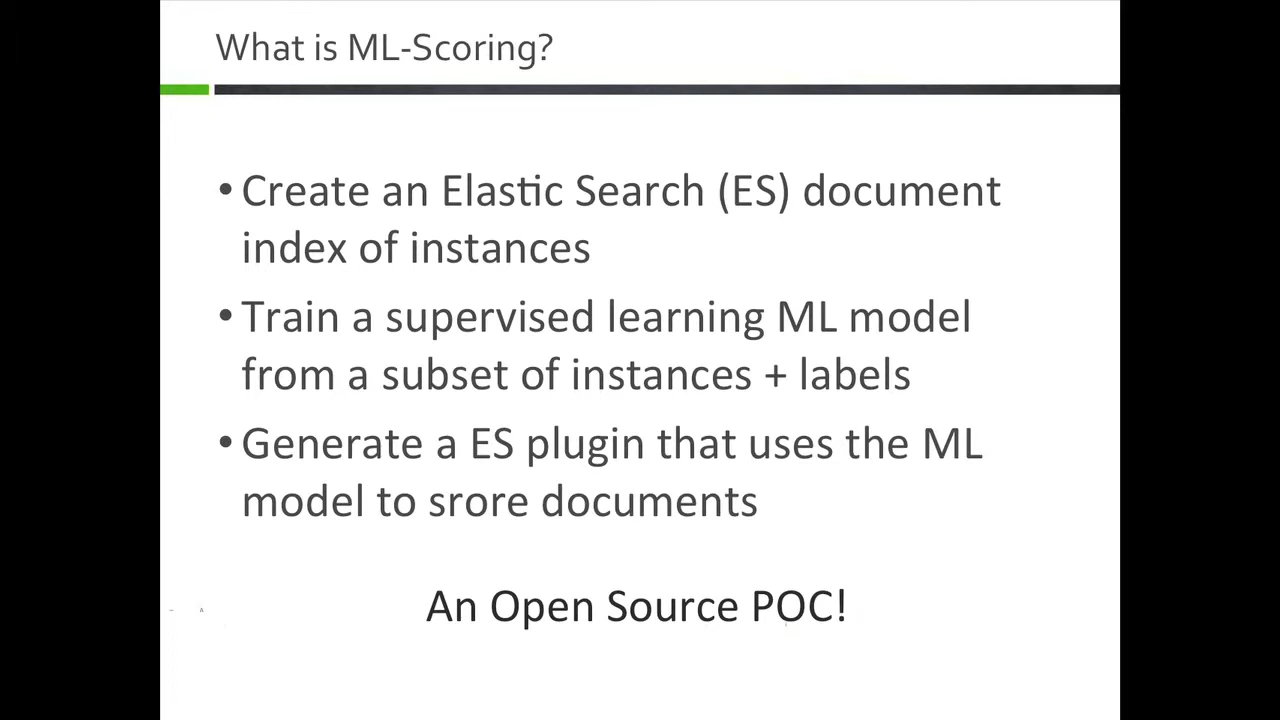 What is ML-Scoring?
• Create an Elastic Search (ES) document
index of instances
• Train a supervised learning ML model
from a subset of instances + labels
• Generate a ES plugin that uses the ML
model to srore documents
An Open Source POC!